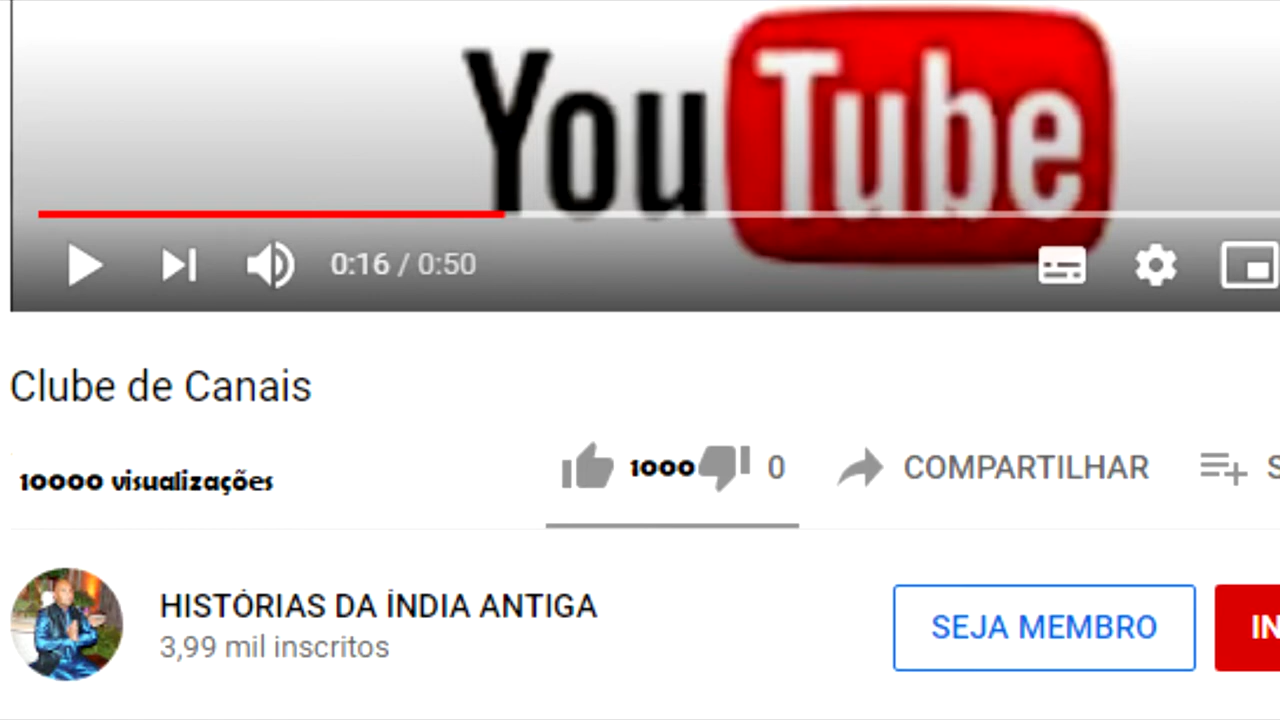 YouTube
0:16 / 0:50
Clube de Canais
10000 visualizações
1000 0 COMPARTILHAR S
HISTÓRIAS DA ÍNDIA ANTIGA
3,99 mil inscritos
SEJA MEMBRO IN